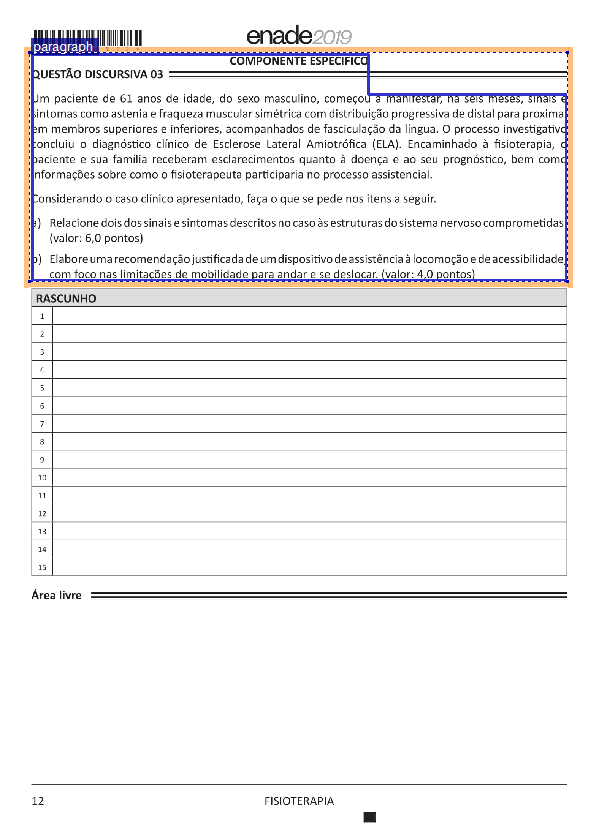 enade2019
paragraph
COMPONENTE ESPECÍFICO
QUESTÃO DISCURSIVA 03
Um paciente de 61 anos de idade, do sexo masculino, começou a manifestar, há seis meses, sinais e
sintomas como astenia e fraqueza muscular simétrica com distribuição progressiva de distal para proximal
em membros superiores e inferiores, acompanhados de fasciculação da língua. O processo investigativo
concluiu o diagnóstico clínico de Esclerose Lateral Amiotrófica (ELA). Encaminhado à fisioterapia, o
paciente e sua família receberam esclarecimentos quanto à doença e ao seu prognóstico, bem como
informações sobre como o fisioterapeuta participaria no processo assistencial.
Considerando o caso clínico apresentado, faça o que se pede nos itens a seguir.
a) Relacione dois dos sinais e sintomas descritos no caso às estruturas do sistema nervoso comprometidas.
(valor: 6,0 pontos)
b) Elabore uma recomendação justificada de um dispositivo de assistência à locomoção e de acessibilidade,
com foco nas limitações de mobilidade para andar e se deslocar. (valor: 4,0 pontos)
RASCUNHO
1
2
3
4
5
6
7
8
9
10
11
12
13
14
15
Área livre
12
FISIOTERAPIA